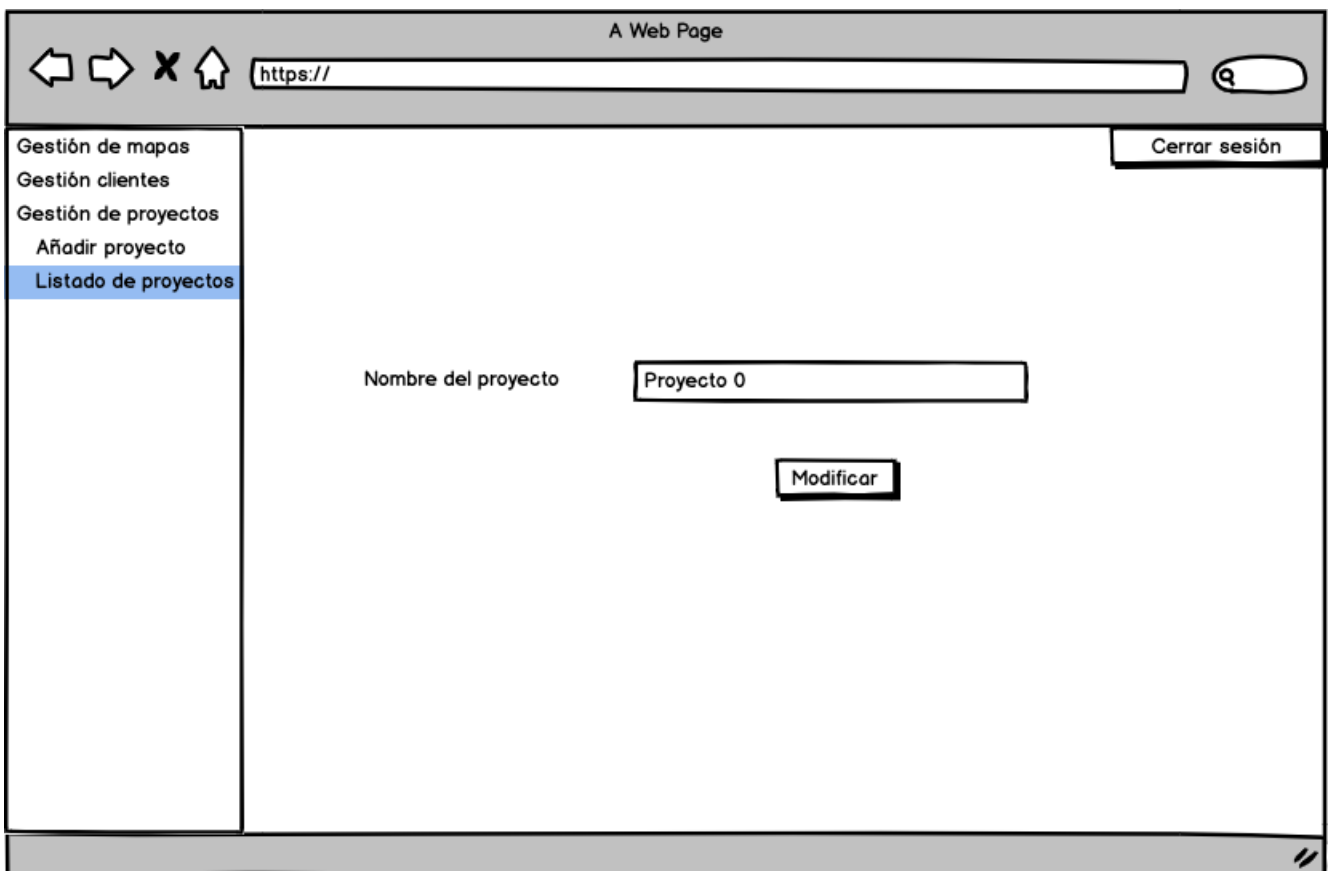 A Web Page
https://
Gestión de mapas
Gestión clientes
Gestión de proyectos
Añadir proyecto
Listado de proyectos
Cerrar sesión
Nombre del proyecto
Proyecto 0
Modificar